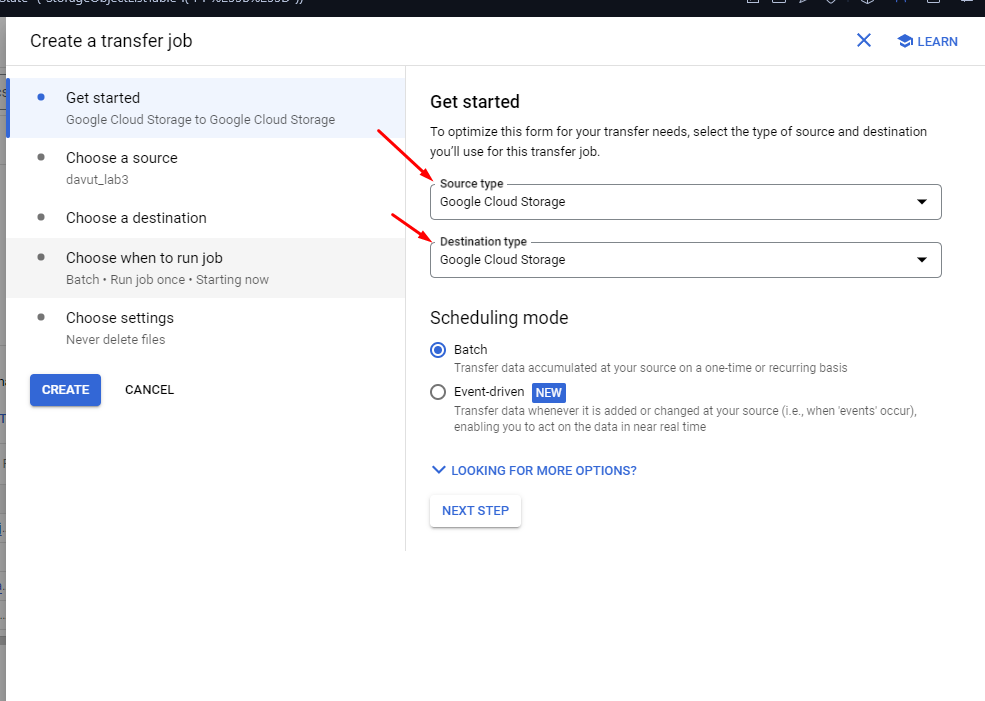 Create a transfer job
LEARN
Get started
Google Cloud Storage to Google Cloud Storage
Choose a source
davut_lab3
Choose a destination
Choose when to run job
Batch • Run job once • Starting now
Choose settings
Never delete files
CREATE
CANCEL
Get started
To optimize this form for your transfer needs, select the type of source and destination
you'll use for this transfer job.
Source type
Google Cloud Storage
Destination type
Google Cloud Storage
Scheduling mode
Batch
Transfer data accumulated at your source on a one-time or recurring basis
Event-driven NEW
Transfer data whenever it is added or changed at your source (i.e., when 'events' occur),
enabling you to act on the data in near real time
LOOKING FOR MORE OPTIONS?
NEXT STEP